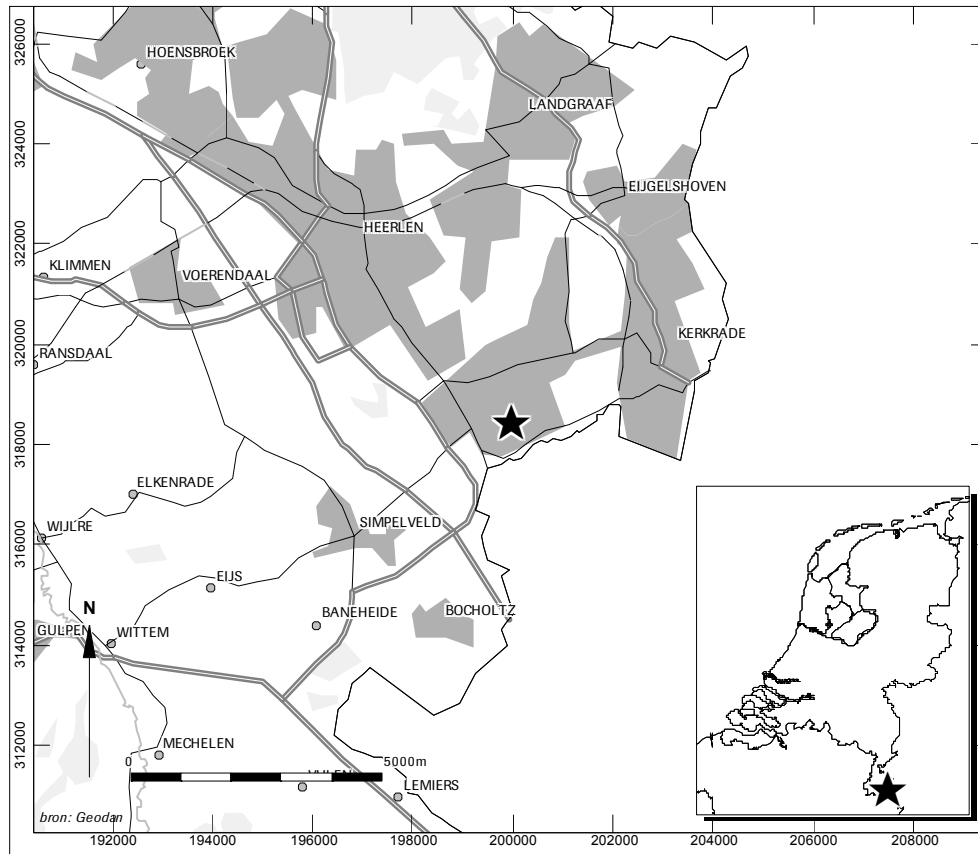 326000
HOENSBROEK
LANDGRAAF
324000
EIJGELSHOVEN
HEERLEN
322000
KLIMMEN
VOERENDAAL
320000
RANSDAAL
KERKRADE
318000
ELKENRADE
SIMPELVELD
WIJLRE
316000
EIJS
N
BANEHEIDE
BOCHOLTZ
GULPEN
WITTEM
314000
MECHELEN
312000
0
5000m
LEMIERS
bron: Geodan
192000
194000
196000
198000
200000
202000
204000
206000
208000